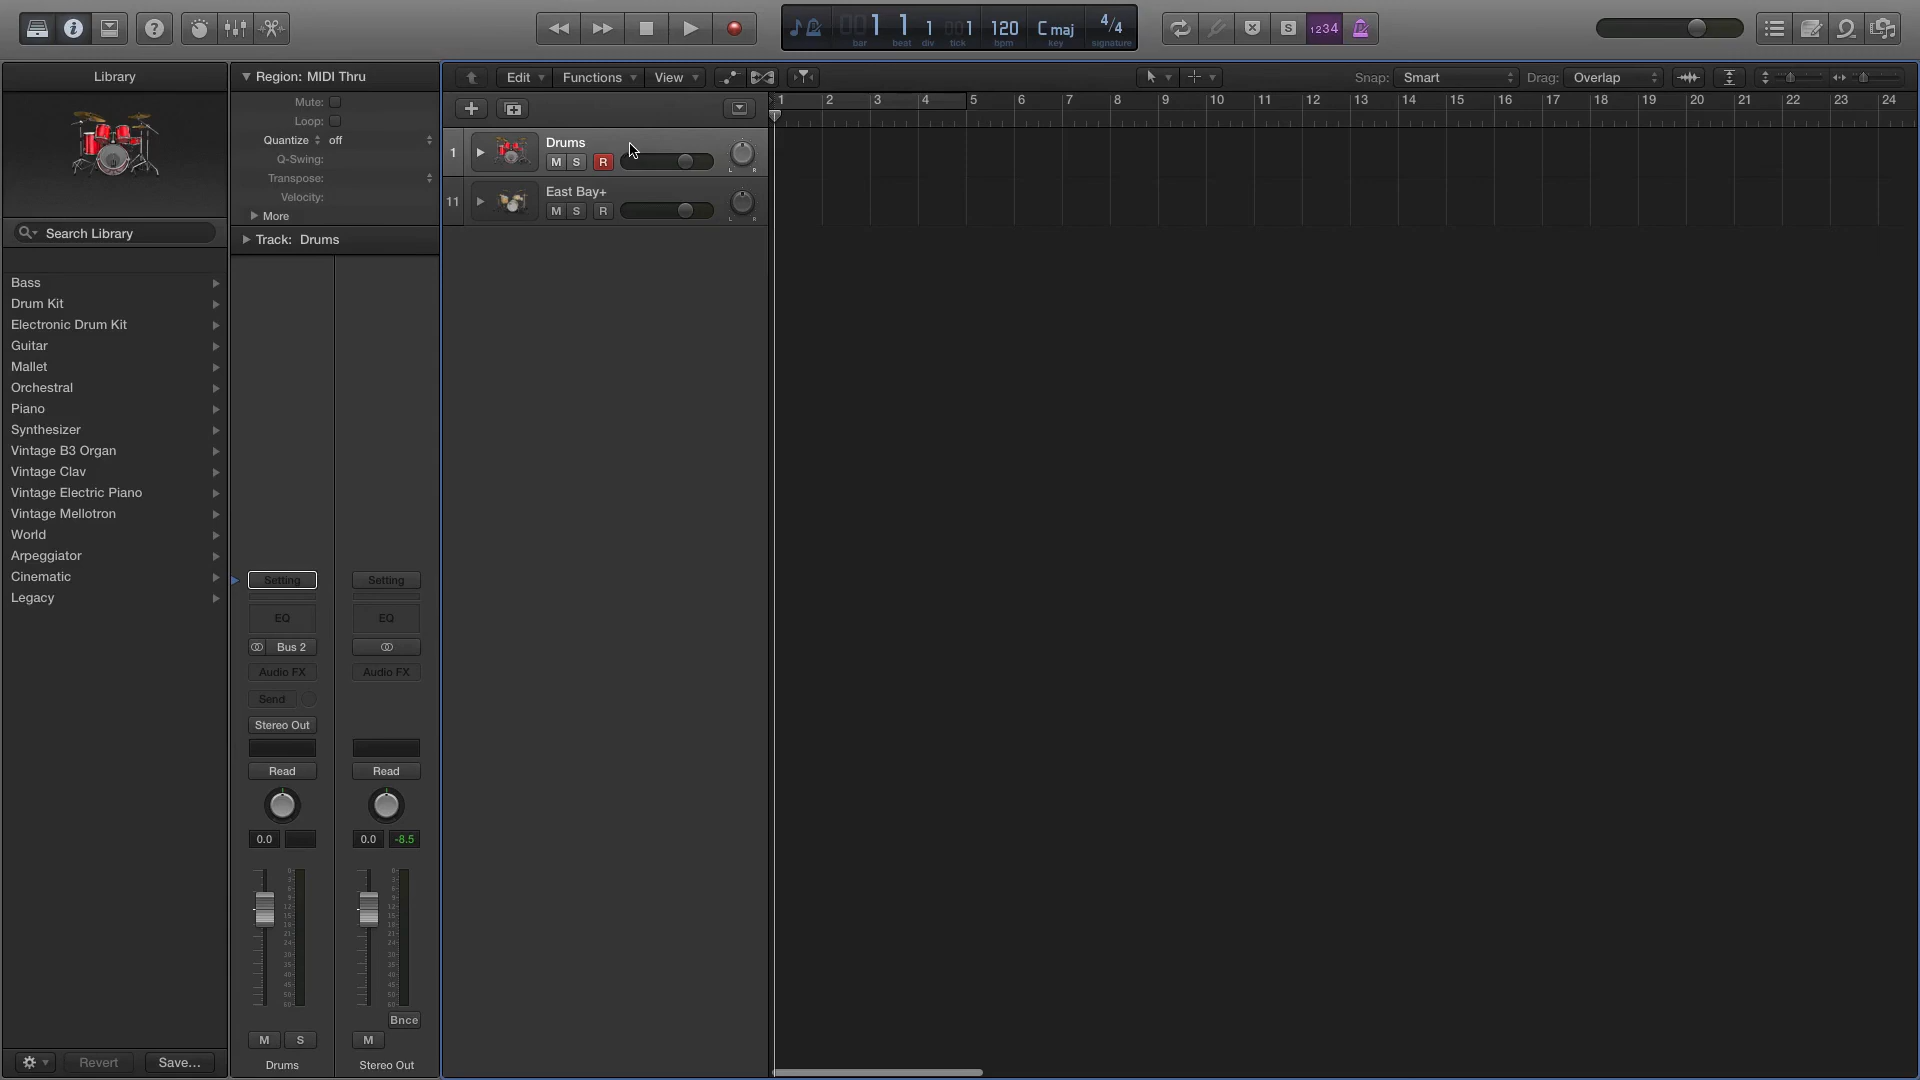 1 1 1 1 120 C maj 4/4
bar beat div tick bpm key signature
1234
S
Library
Region: MIDI Thru
Edit Functions View
Snap: Smart Drag: Overlap
Mute:
Loop:
Quantize off
Q-Swing:
Transpose:
Velocity:
More
Track: Drums
1 2 3 4 5 6 7 8 9 10 11 12 13 14 15 16 17 18 19 20 21 22 23 24
1 Drums
M S R
L R
11 East Bay+
M S R
L R
Search Library
Bass
Drum Kit
Electronic Drum Kit
Guitar
Mallet
Orchestral
Piano
Synthesizer
Vintage B3 Organ
Vintage Clav
Vintage Electric Piano
Vintage Mellotron
World
Arpeggiator
Cinematic
Legacy
Setting Setting
EQ EQ
Bus 2
Audio FX Audio FX
Send
Stereo Out
Read Read
0.0 0.0 -8.5
Bnce
M S M
Drums Stereo Out
Revert Save...